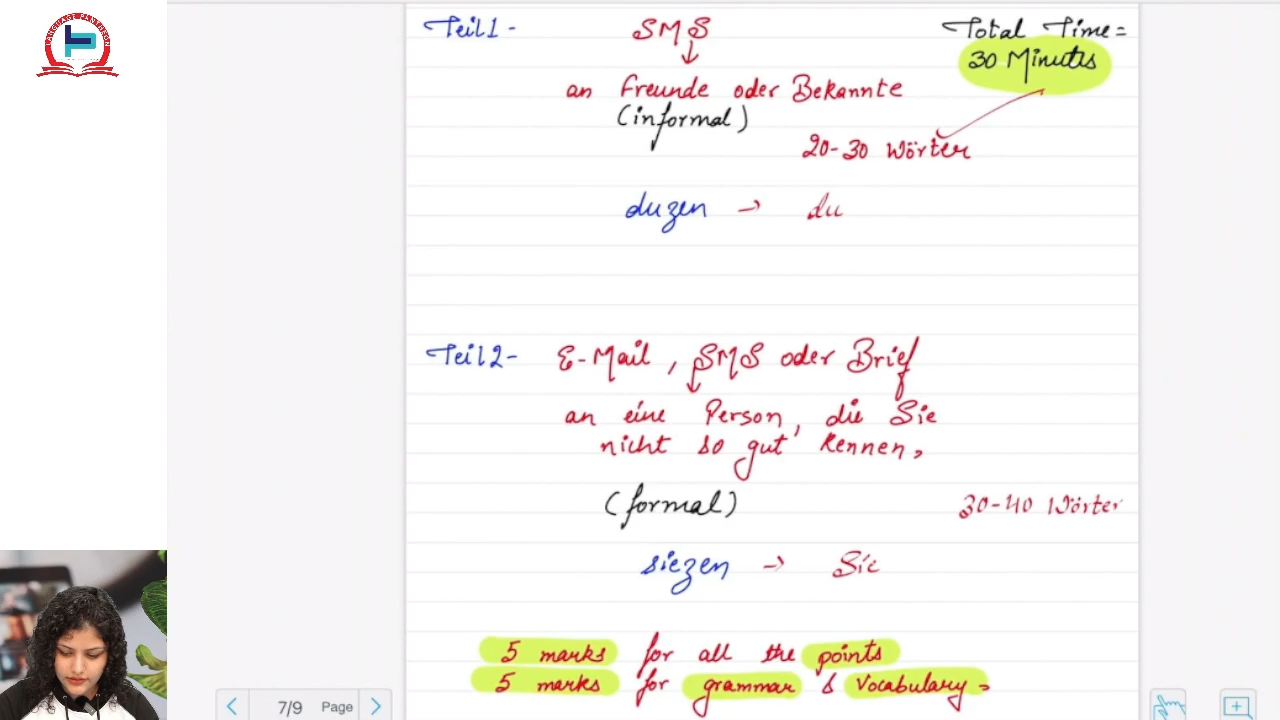 LANGUAGE PANTHEON
Teil 1 -
SMS
Total Time =
30 Minutes
an Freunde oder Bekannte
(informal)
20-30 Wörter
duzen → du
Teil 2 - E-Mail, SMS oder Brief
an eine Person, die Sie
nicht so gut kennen,
(formal)
30-40 Wörter
siezen → Sie
5 marks for all the points
5 marks for grammar & Vocabulary =
7/9 Page